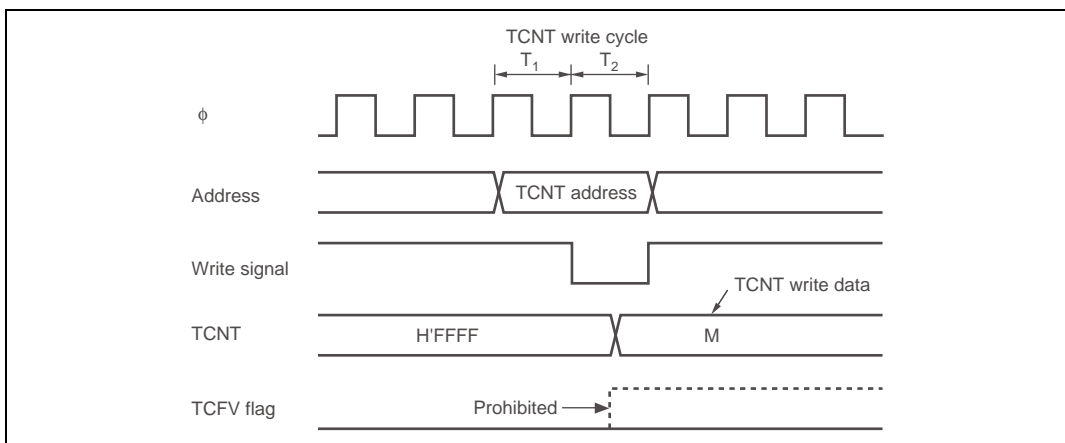 TCNT write cycle
T1 T2
ϕ
Address
TCNT address
Write signal
TCNT write data
TCNT
H'FFFF
M
TCFV flag
Prohibited